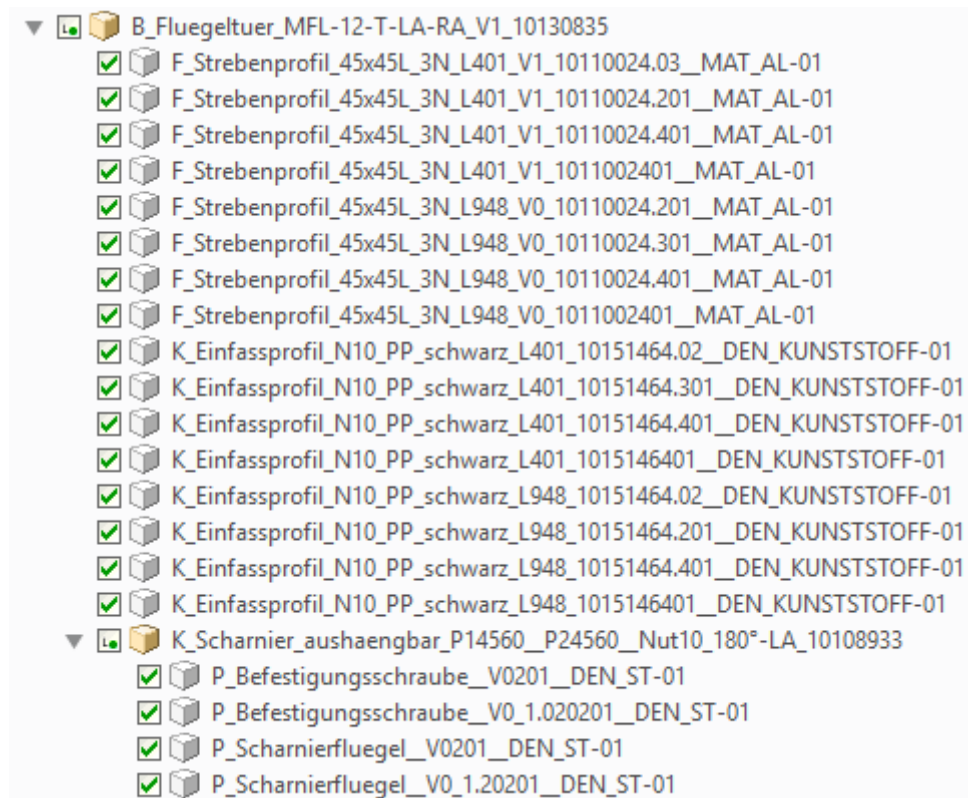 B_Fluegeltuer_MFL-12-T-LA-RA_V1_10130835
F_Strebenprofil_45x45L_3N_L401_V1_10110024.03__MAT_AL-01
F_Strebenprofil_45x45L_3N_L401_V1_10110024.201__MAT_AL-01
F_Strebenprofil_45x45L_3N_L401_V1_10110024.401__MAT_AL-01
F_Strebenprofil_45x45L_3N_L401_V1_1011002401__MAT_AL-01
F_Strebenprofil_45x45L_3N_L948_V0_10110024.201__MAT_AL-01
F_Strebenprofil_45x45L_3N_L948_V0_10110024.301__MAT_AL-01
F_Strebenprofil_45x45L_3N_L948_V0_10110024.401__MAT_AL-01
F_Strebenprofil_45x45L_3N_L948_V0_1011002401__MAT_AL-01
K_Einfassprofil_N10_PP_schwarz_L401_10151464.02__DEN_KUNSTSTOFF-01
K_Einfassprofil_N10_PP_schwarz_L401_10151464.301__DEN_KUNSTSTOFF-01
K_Einfassprofil_N10_PP_schwarz_L401_10151464.401__DEN_KUNSTSTOFF-01
K_Einfassprofil_N10_PP_schwarz_L401_1015146401__DEN_KUNSTSTOFF-01
K_Einfassprofil_N10_PP_schwarz_L948_10151464.02__DEN_KUNSTSTOFF-01
K_Einfassprofil_N10_PP_schwarz_L948_10151464.201__DEN_KUNSTSTOFF-01
K_Einfassprofil_N10_PP_schwarz_L948_10151464.401__DEN_KUNSTSTOFF-01
K_Einfassprofil_N10_PP_schwarz_L948_1015146401__DEN_KUNSTSTOFF-01
K_Scharnier_aushaengbar_P14560__P24560__Nut10_180°-LA_10108933
P_Befestigungsschraube__V0201__DEN_ST-01
P_Befestigungsschraube__V0_1.020201__DEN_ST-01
P_Scharnierfluegel__V0201__DEN_ST-01
P_Scharnierfluegel__V0_1.20201__DEN_ST-01